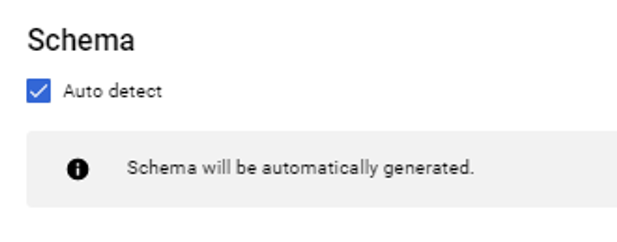 Schema
Auto detect
Schema will be automatically generated.